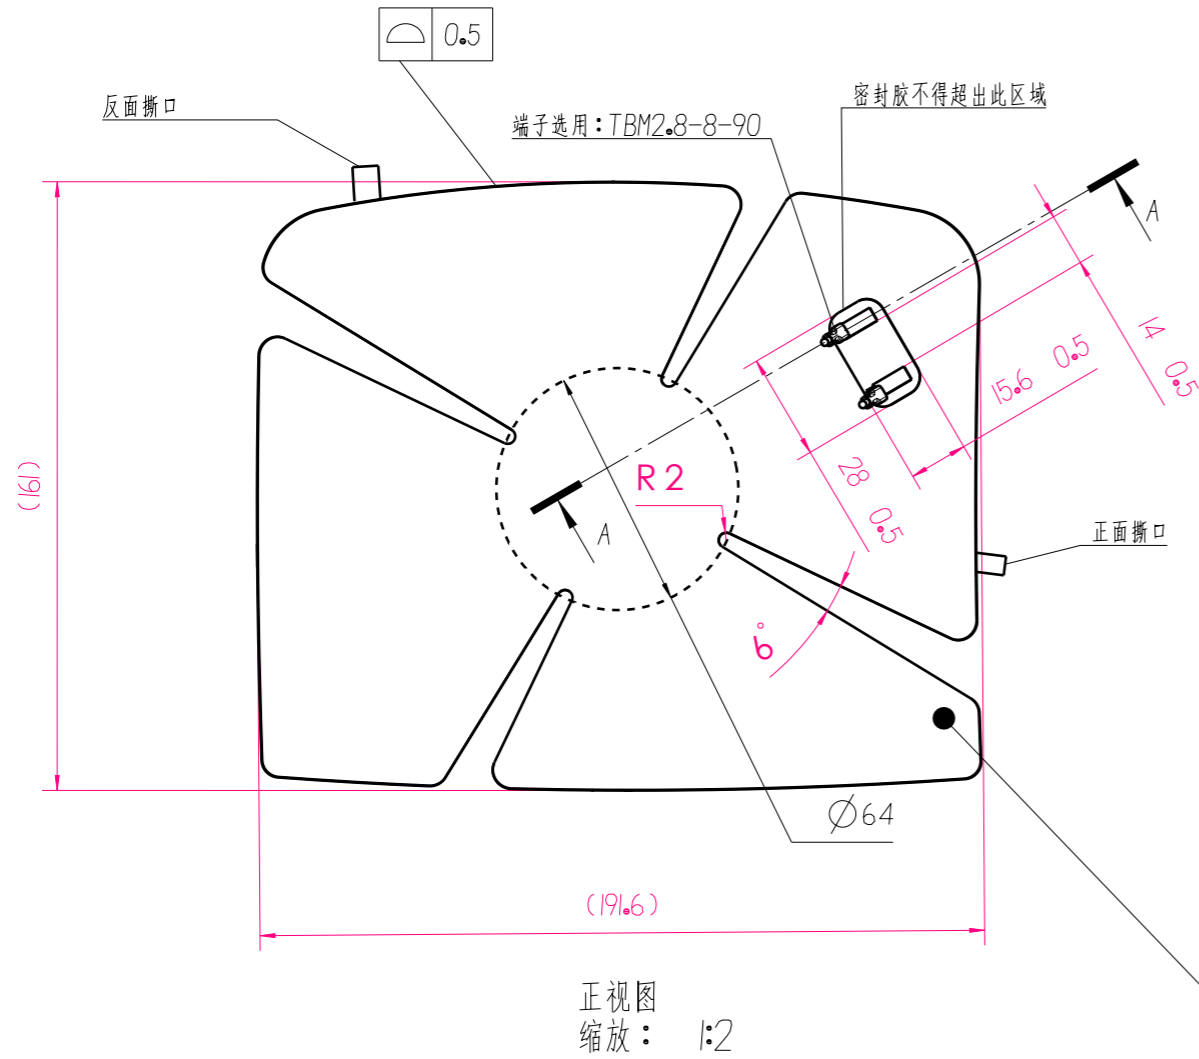 0.5
反面撕口
密封胶不得超出此区域
端子选用：TBM2.8-8-90
A
14 0.5
15.6 0.5
28 0.5
R2
A
(161)
正面撕口
6°
Ø64
(191.6)
正视图
缩放： 1:2